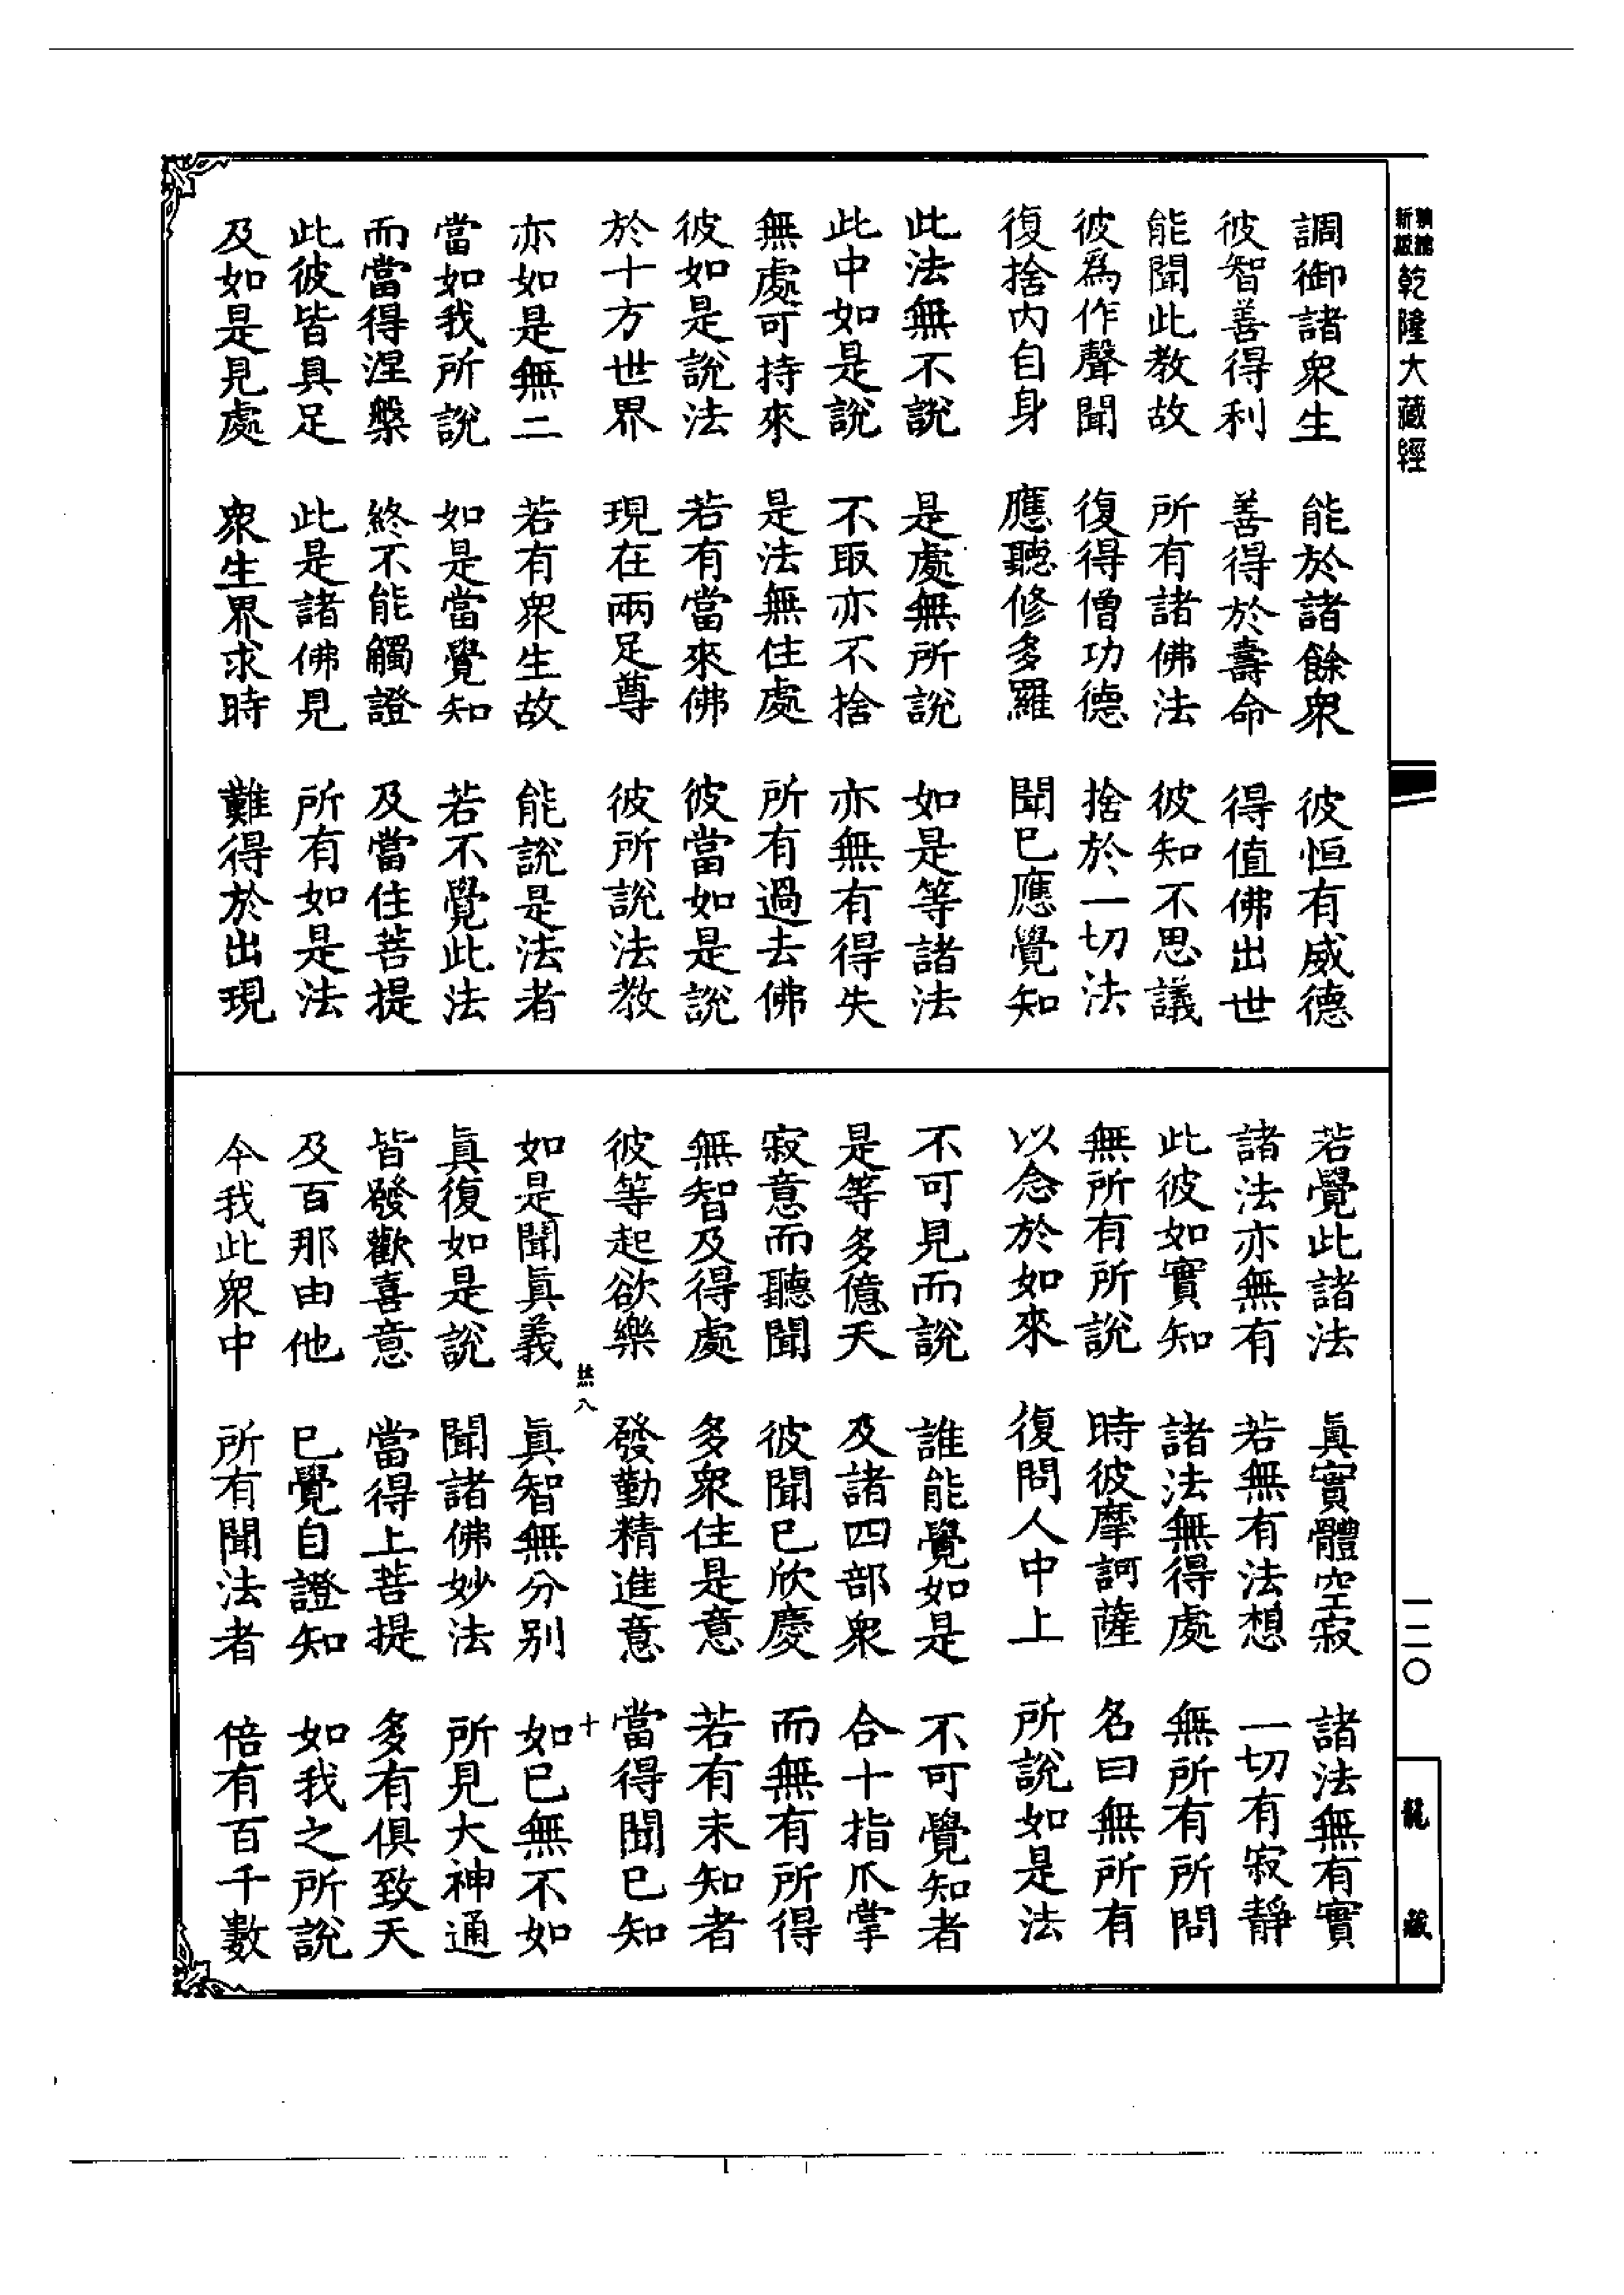 乾隆大藏經
一二〇
龍藏
調御諸衆生　能於諸餘衆　彼恒有威德
彼智善得利　善得於壽命　得值佛出世
能聞此教故　所有諸佛法　彼知不思議
彼爲作聲聞　復得僧功德　捨於一切法
復捨內自身　應聽修多羅　聞已應覺知
此法無不說　是處無所說　如是等諸法
此中如是說　不取亦不捨　亦無有得失
無處可持來　是法無住處　所有過去佛
彼如是說法　若有當來佛　彼當如是說
於十方世界　現在兩足尊　彼所說法教
亦如是無二　若有衆生故　能說是法者
當如我所說　如是當覺知　若不覺此法
而當得涅槃　終不能觸證　及當住菩提
此彼皆具足　此是諸佛見　所有如是法
及如是見處　衆生界求時　難得於出現
若覺此諸法　眞實體空寂　諸法無有實
諸法亦無有　若無有法想　一切有寂靜
此彼如實知　諸法無得處　無所有所問
無所有所說　時彼摩訶薩　名曰無所有
以念於如來　復問人中上　所說如是法
不可見而說　誰能覺如是　不可覺知者
是等多億天　及諸四部衆　合十指爪掌
寂意而聽聞　彼聞已欣慶　而無有所得
無智及得處　多衆住是意　若有未知者
彼等起欲樂　發勤精進意　當得聞已知
八　十
如是聞眞義　眞智無分别　如已無不如
眞復如是說　聞諸佛妙法　所見大神通
皆發歡喜意　當得上菩提　多有俱致天
及百那由他　已覺自證知　如我之所說
今我此衆中　所有聞法者　倍有百千數